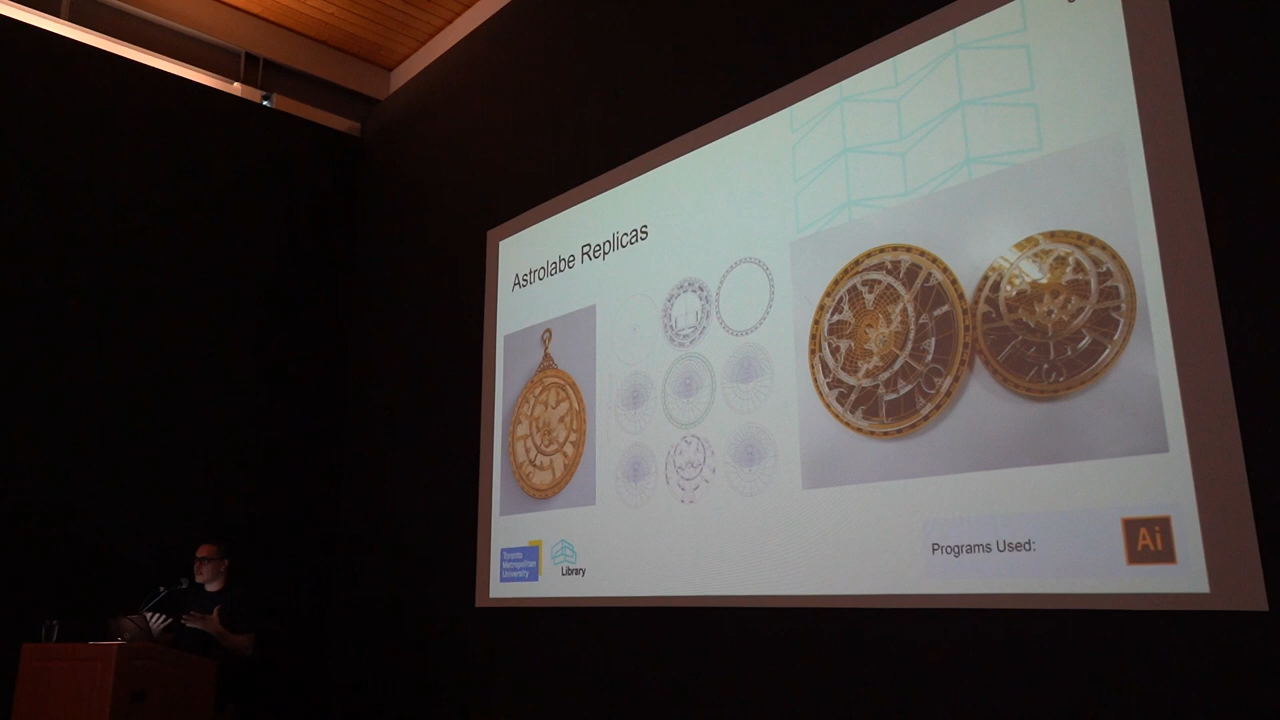 Astrolabe Replicas
Toronto
Metropolitan
University
Library
Programs Used:
Ai